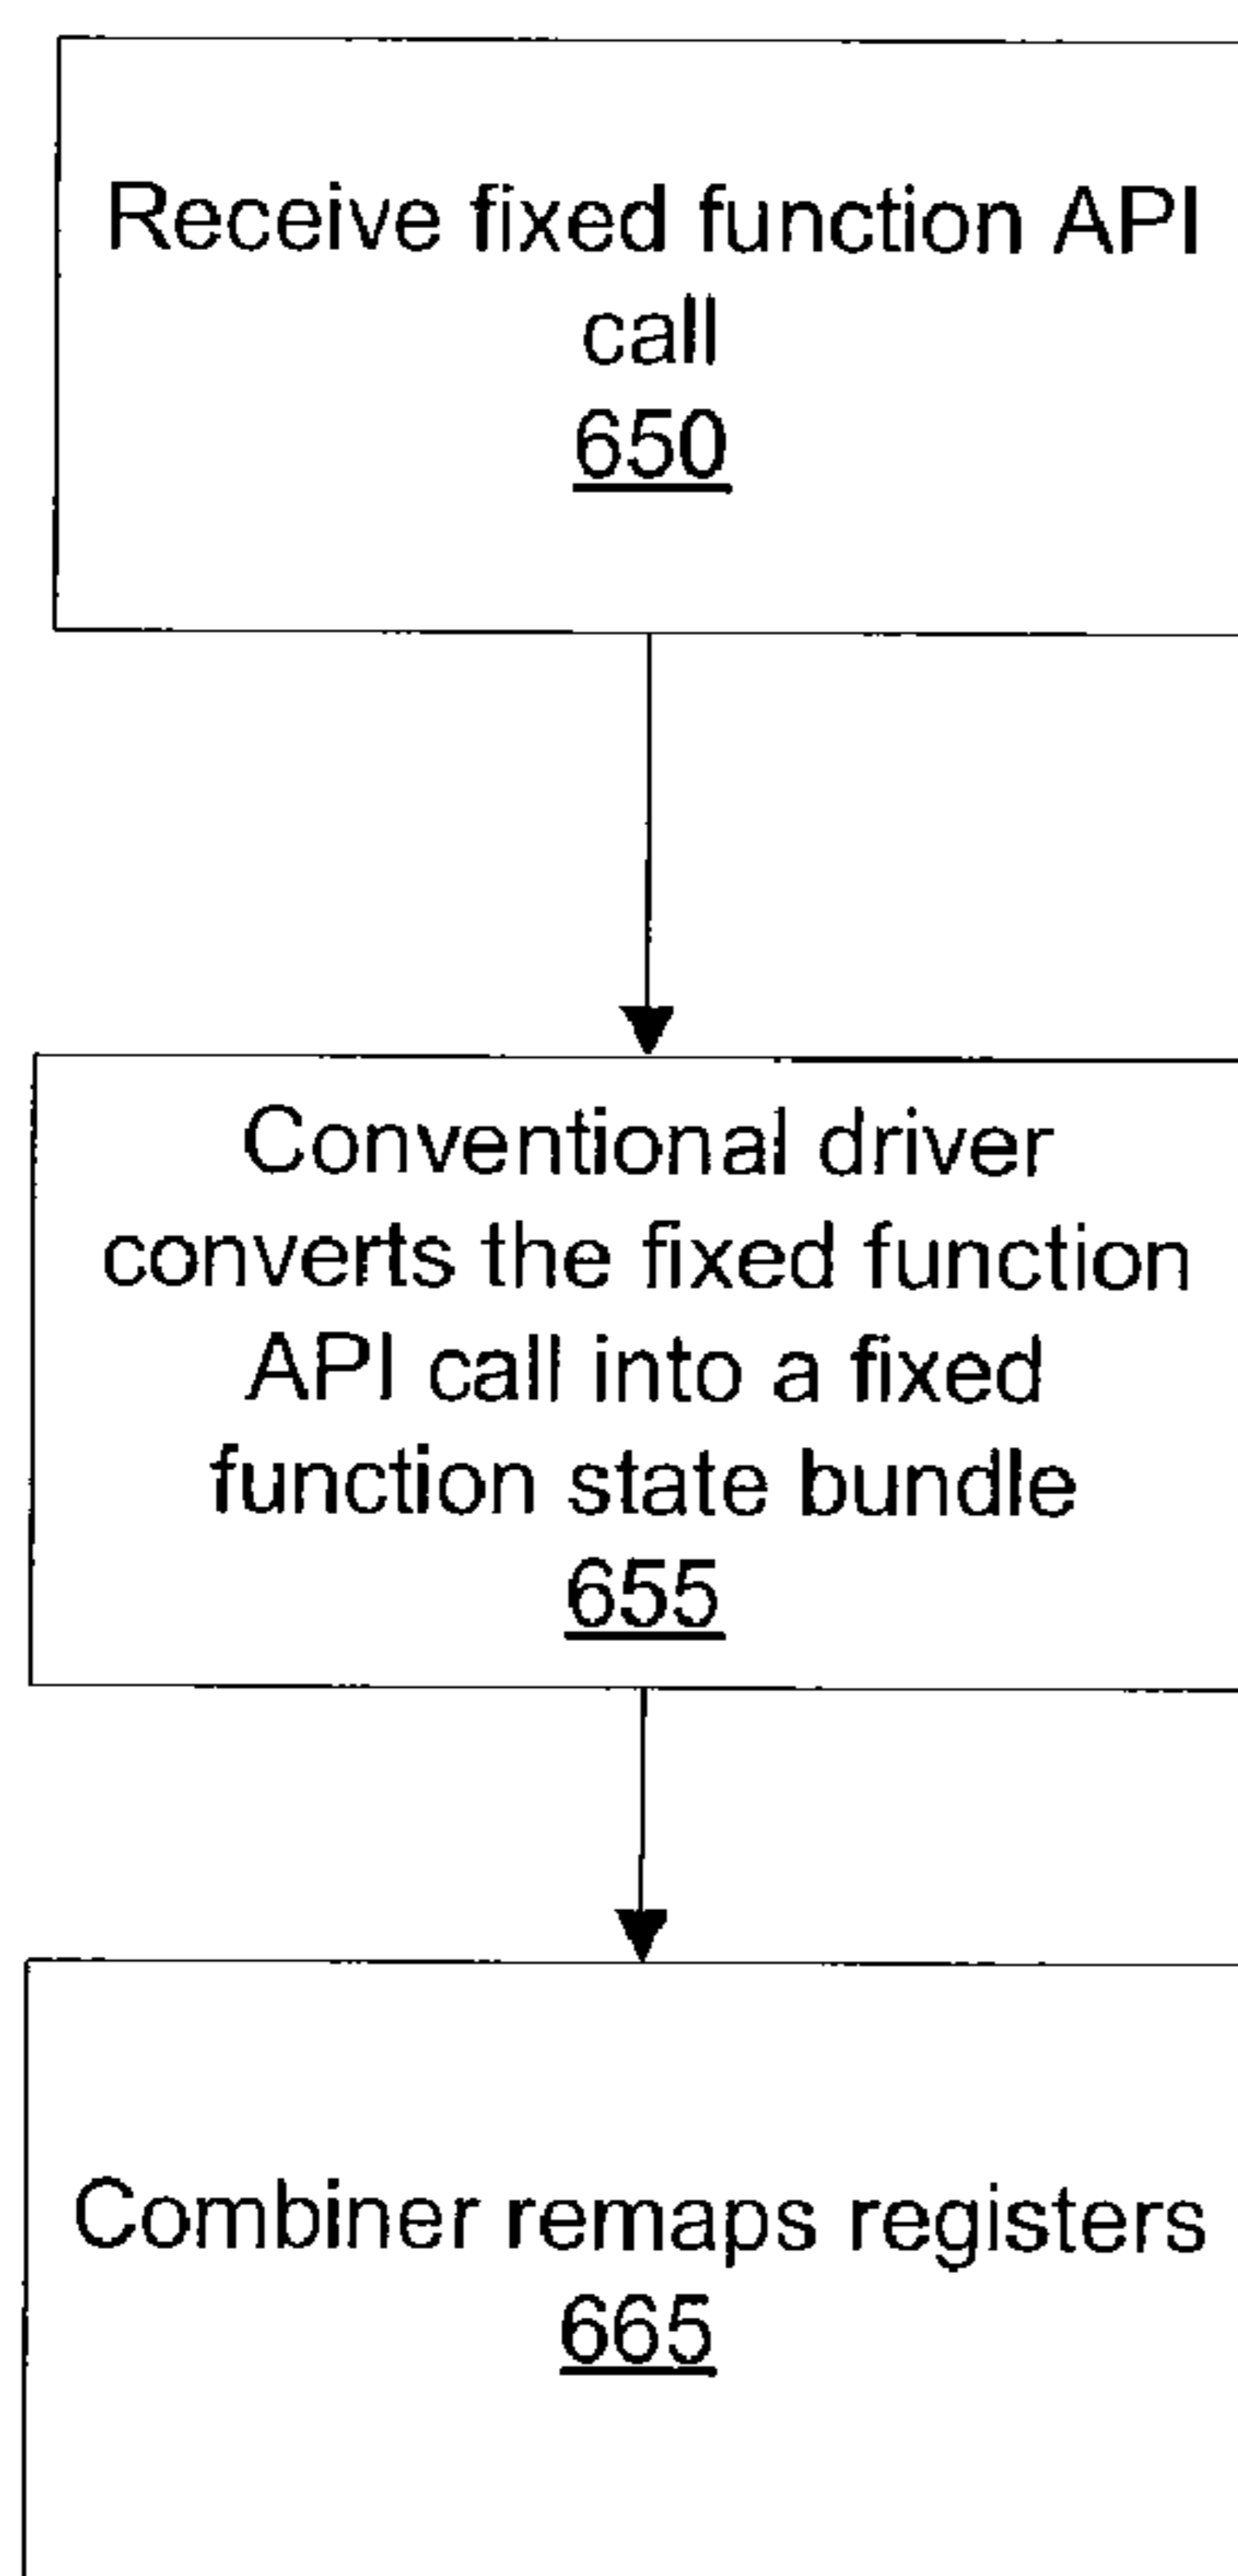 Receive fixed function API
call
650
Conventional driver
converts the fixed function
API call into a fixed
function state bundle
655
Combiner remaps registers
665